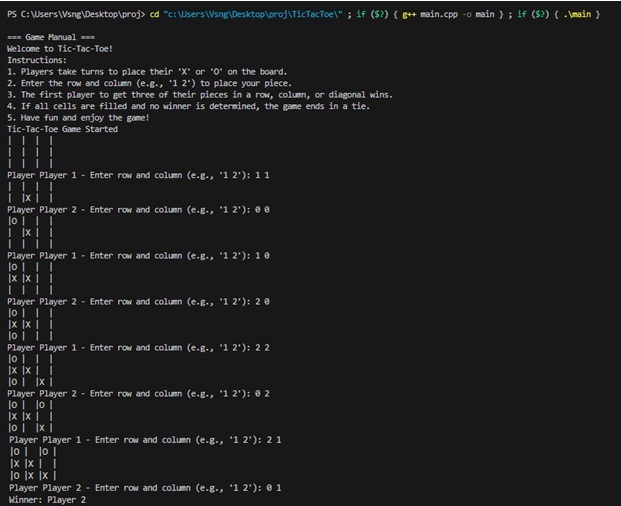 PS C:\Users\Vsng\Desktop\proj> cd "c:\Users\Vsng\Desktop\proj\TicTacToe\" ; if ($?) { g++ main.cpp -o main } ; if ($?) { .\main }
=== Game Manual ===
Welcome to Tic-Tac-Toe!
Instructions:
1. Players take turns to place their 'X' or 'O' on the board.
2. Enter the row and column (e.g., '1 2') to place your piece.
3. The first player to get three of their pieces in a row, column, or diagonal wins.
4. If all cells are filled and no winner is determined, the game ends in a tie.
5. Have fun and enjoy the game!
Tic-Tac-Toe Game Started
| | | |
| | | |
| | | |
Player Player 1 - Enter row and column (e.g., '1 2'): 1 1
| | | |
| |X | |
Player Player 2 - Enter row and column (e.g., '1 2'): 0 0
|O | | |
| |X | |
| | | |
Player Player 1 - Enter row and column (e.g., '1 2'): 1 0
|O | | |
|X |X | |
| | | |
Player Player 2 - Enter row and column (e.g., '1 2'): 2 0
|O | | |
|X |X | |
|O | | |
Player Player 1 - Enter row and column (e.g., '1 2'): 2 2
|O | | |
|X |X | |
|O | |X |
Player Player 2 - Enter row and column (e.g., '1 2'): 0 2
|O | |O |
|X |X | |
|O | |X |
Player Player 1 - Enter row and column (e.g., '1 2'): 2 1
|O | |O |
|X |X | |
|O |X |X |
Player Player 2 - Enter row and column (e.g., '1 2'): 0 1
Winner: Player 2